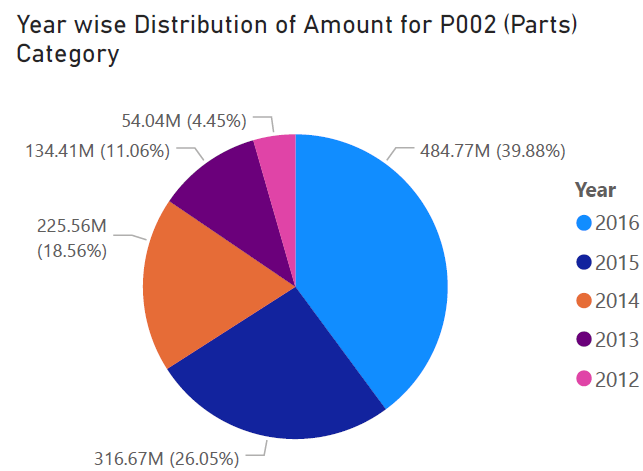 Year wise Distribution of Amount for P002 (Parts)
Category
54.04M (4.45%)
134.41M (11.06%)
484.77M (39.88%)
225.56M
(18.56%)
316.67M (26.05%)
Year
2016
2015
2014
2013
2012